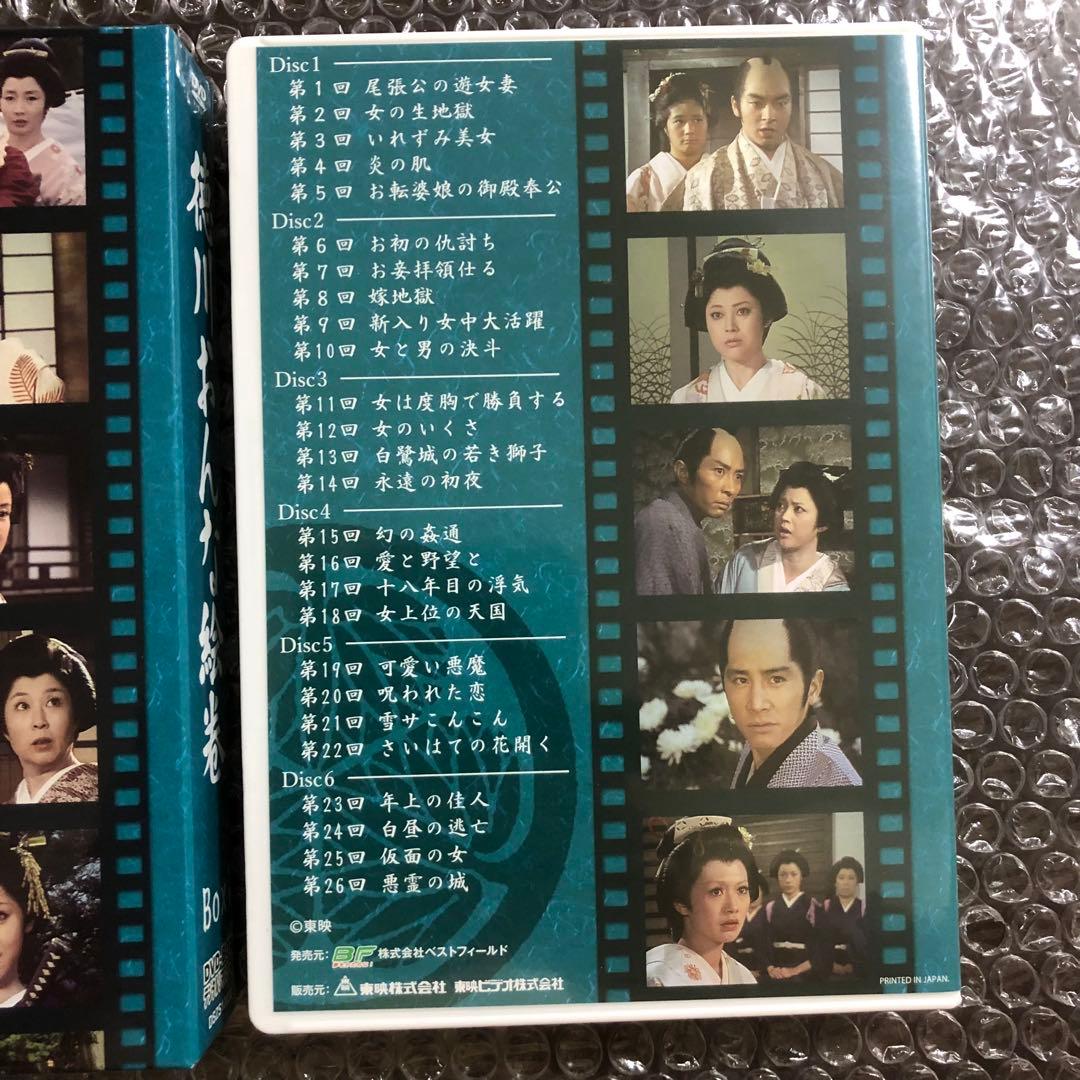 徳川おんな絵巻
Disc1
第1回 尾張公の遊女妻
第2回 女の生地獄
第3回 いれずみ美女
第4回 炎の肌
第5回 お転婆娘の御殿奉公
Disc2
第6回 お初の仇討ち
第7回 お妾拝領仕る
第8回 嫁地獄
第9回 新入り女中大活躍
第10回 女と男の決斗
Disc3
第11回 女は度胸で勝負する
第12回 女のいくさ
第13回 白鷺城の若き獅子
第14回 永遠の初夜
Disc4
第15回 幻の姦通
第16回 愛と野望と
第17回 十八年目の浮気
第18回 女上位の天国
Disc5
第19回 可愛い悪魔
第20回 呪われた恋
第21回 雪サこんこん
第22回 さいはての花開く
Disc6
第23回 年上の佳人
第24回 白昼の逃亡
第25回 仮面の女
第26回 悪霊の城
©東映
発売元: BF 株式会社ベストフィールド
販売元: 東映株式会社 東映ビデオ株式会社
PRINTED IN JAPAN.